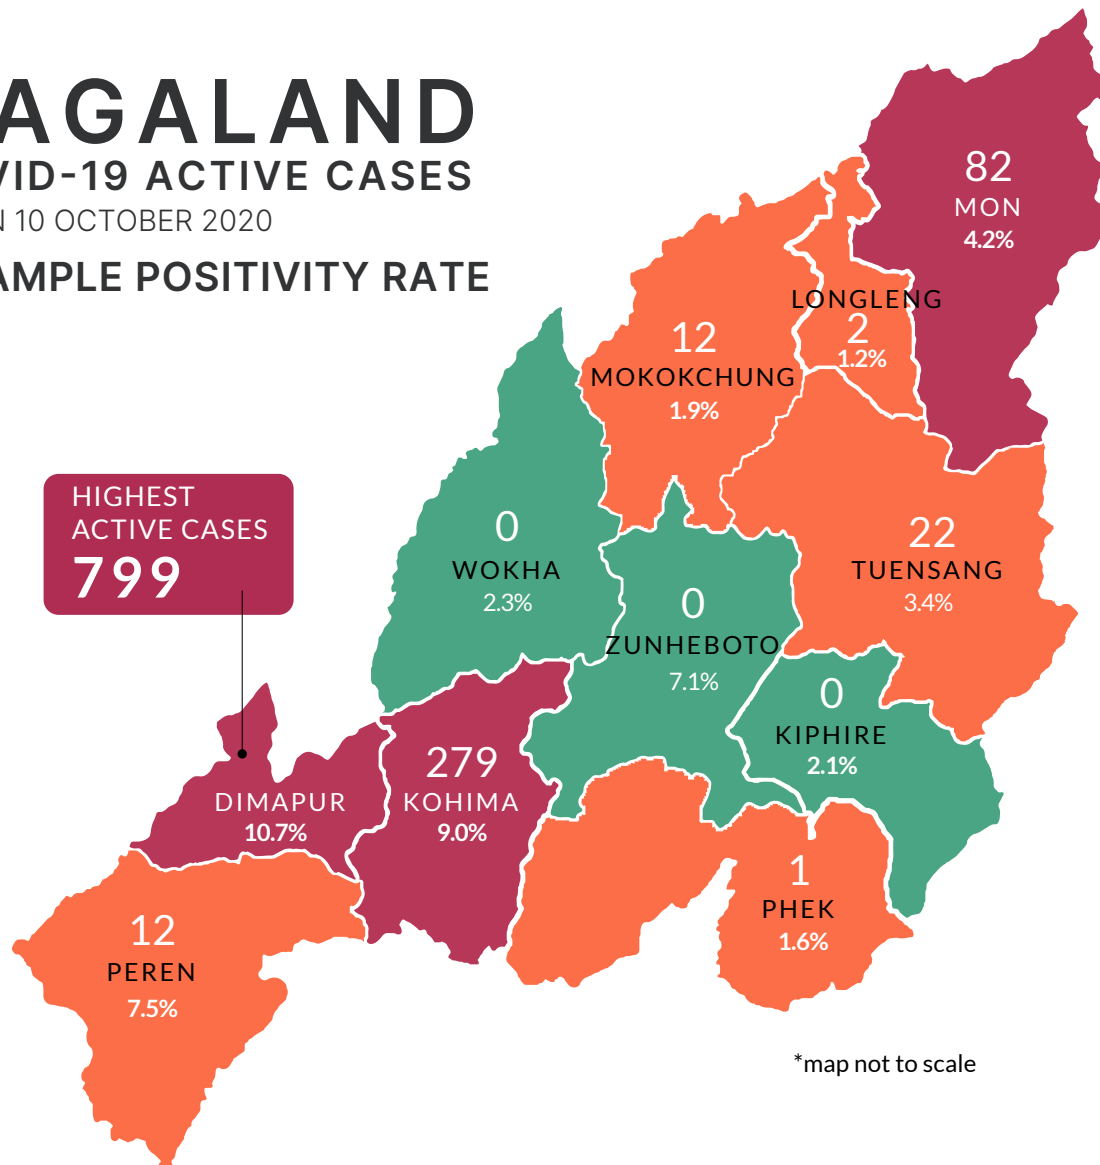 AGALAND
VID-19 ACTIVE CASES
N 10 OCTOBER 2020
AMPLE POSITIVITY RATE
82
MON
4.2%
LONGLENG
2
1.2%
12
MOKOKCHUNG
1.9%
HIGHEST
ACTIVE CASES
799
0
WOKHA
2.3%
22
TUENSANG
3.4%
0
ZUNHEBOTO
7.1%
0
KIPHIRE
2.1%
279
KOHIMA
9.0%
DIMAPUR
10.7%
1
PHEK
1.6%
12
PEREN
7.5%
*map not to scale